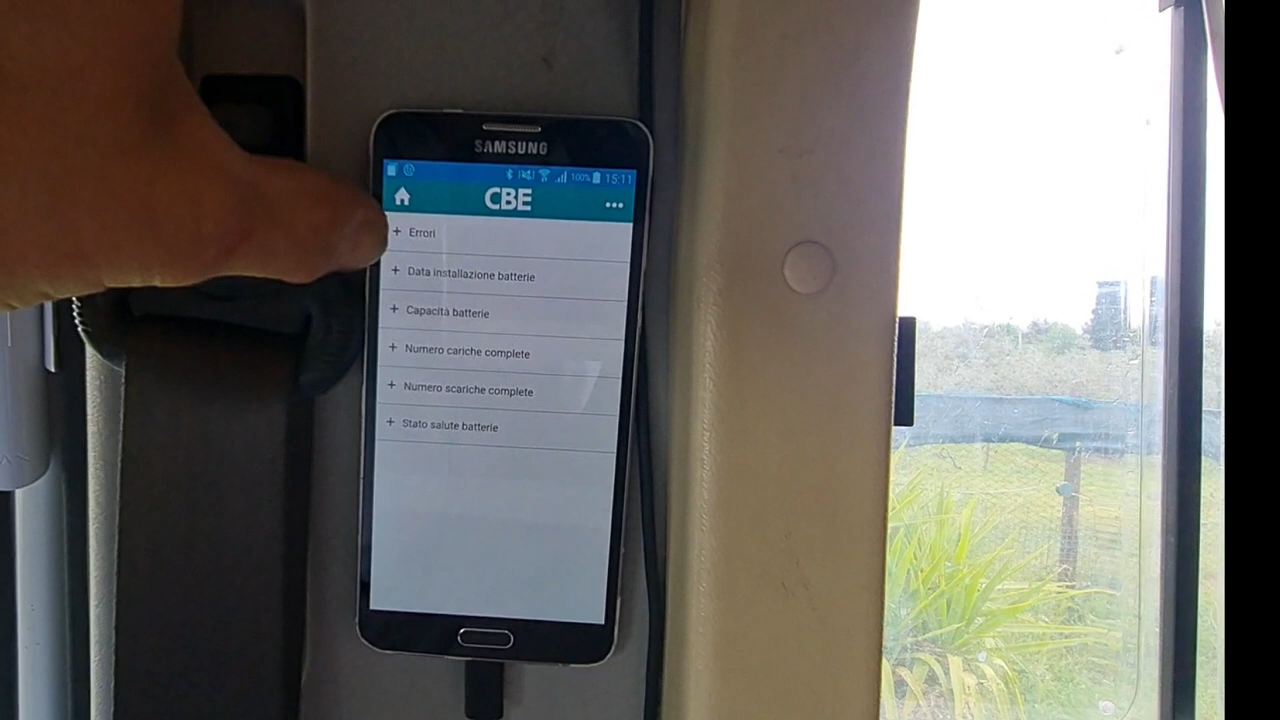 SAMSUNG
100% 15:11
CBE
+ Errori
+ Data installazione batterie
+ Capacità batterie
+ Numero cariche complete
+ Numero scariche complete
+ Stato salute batterie